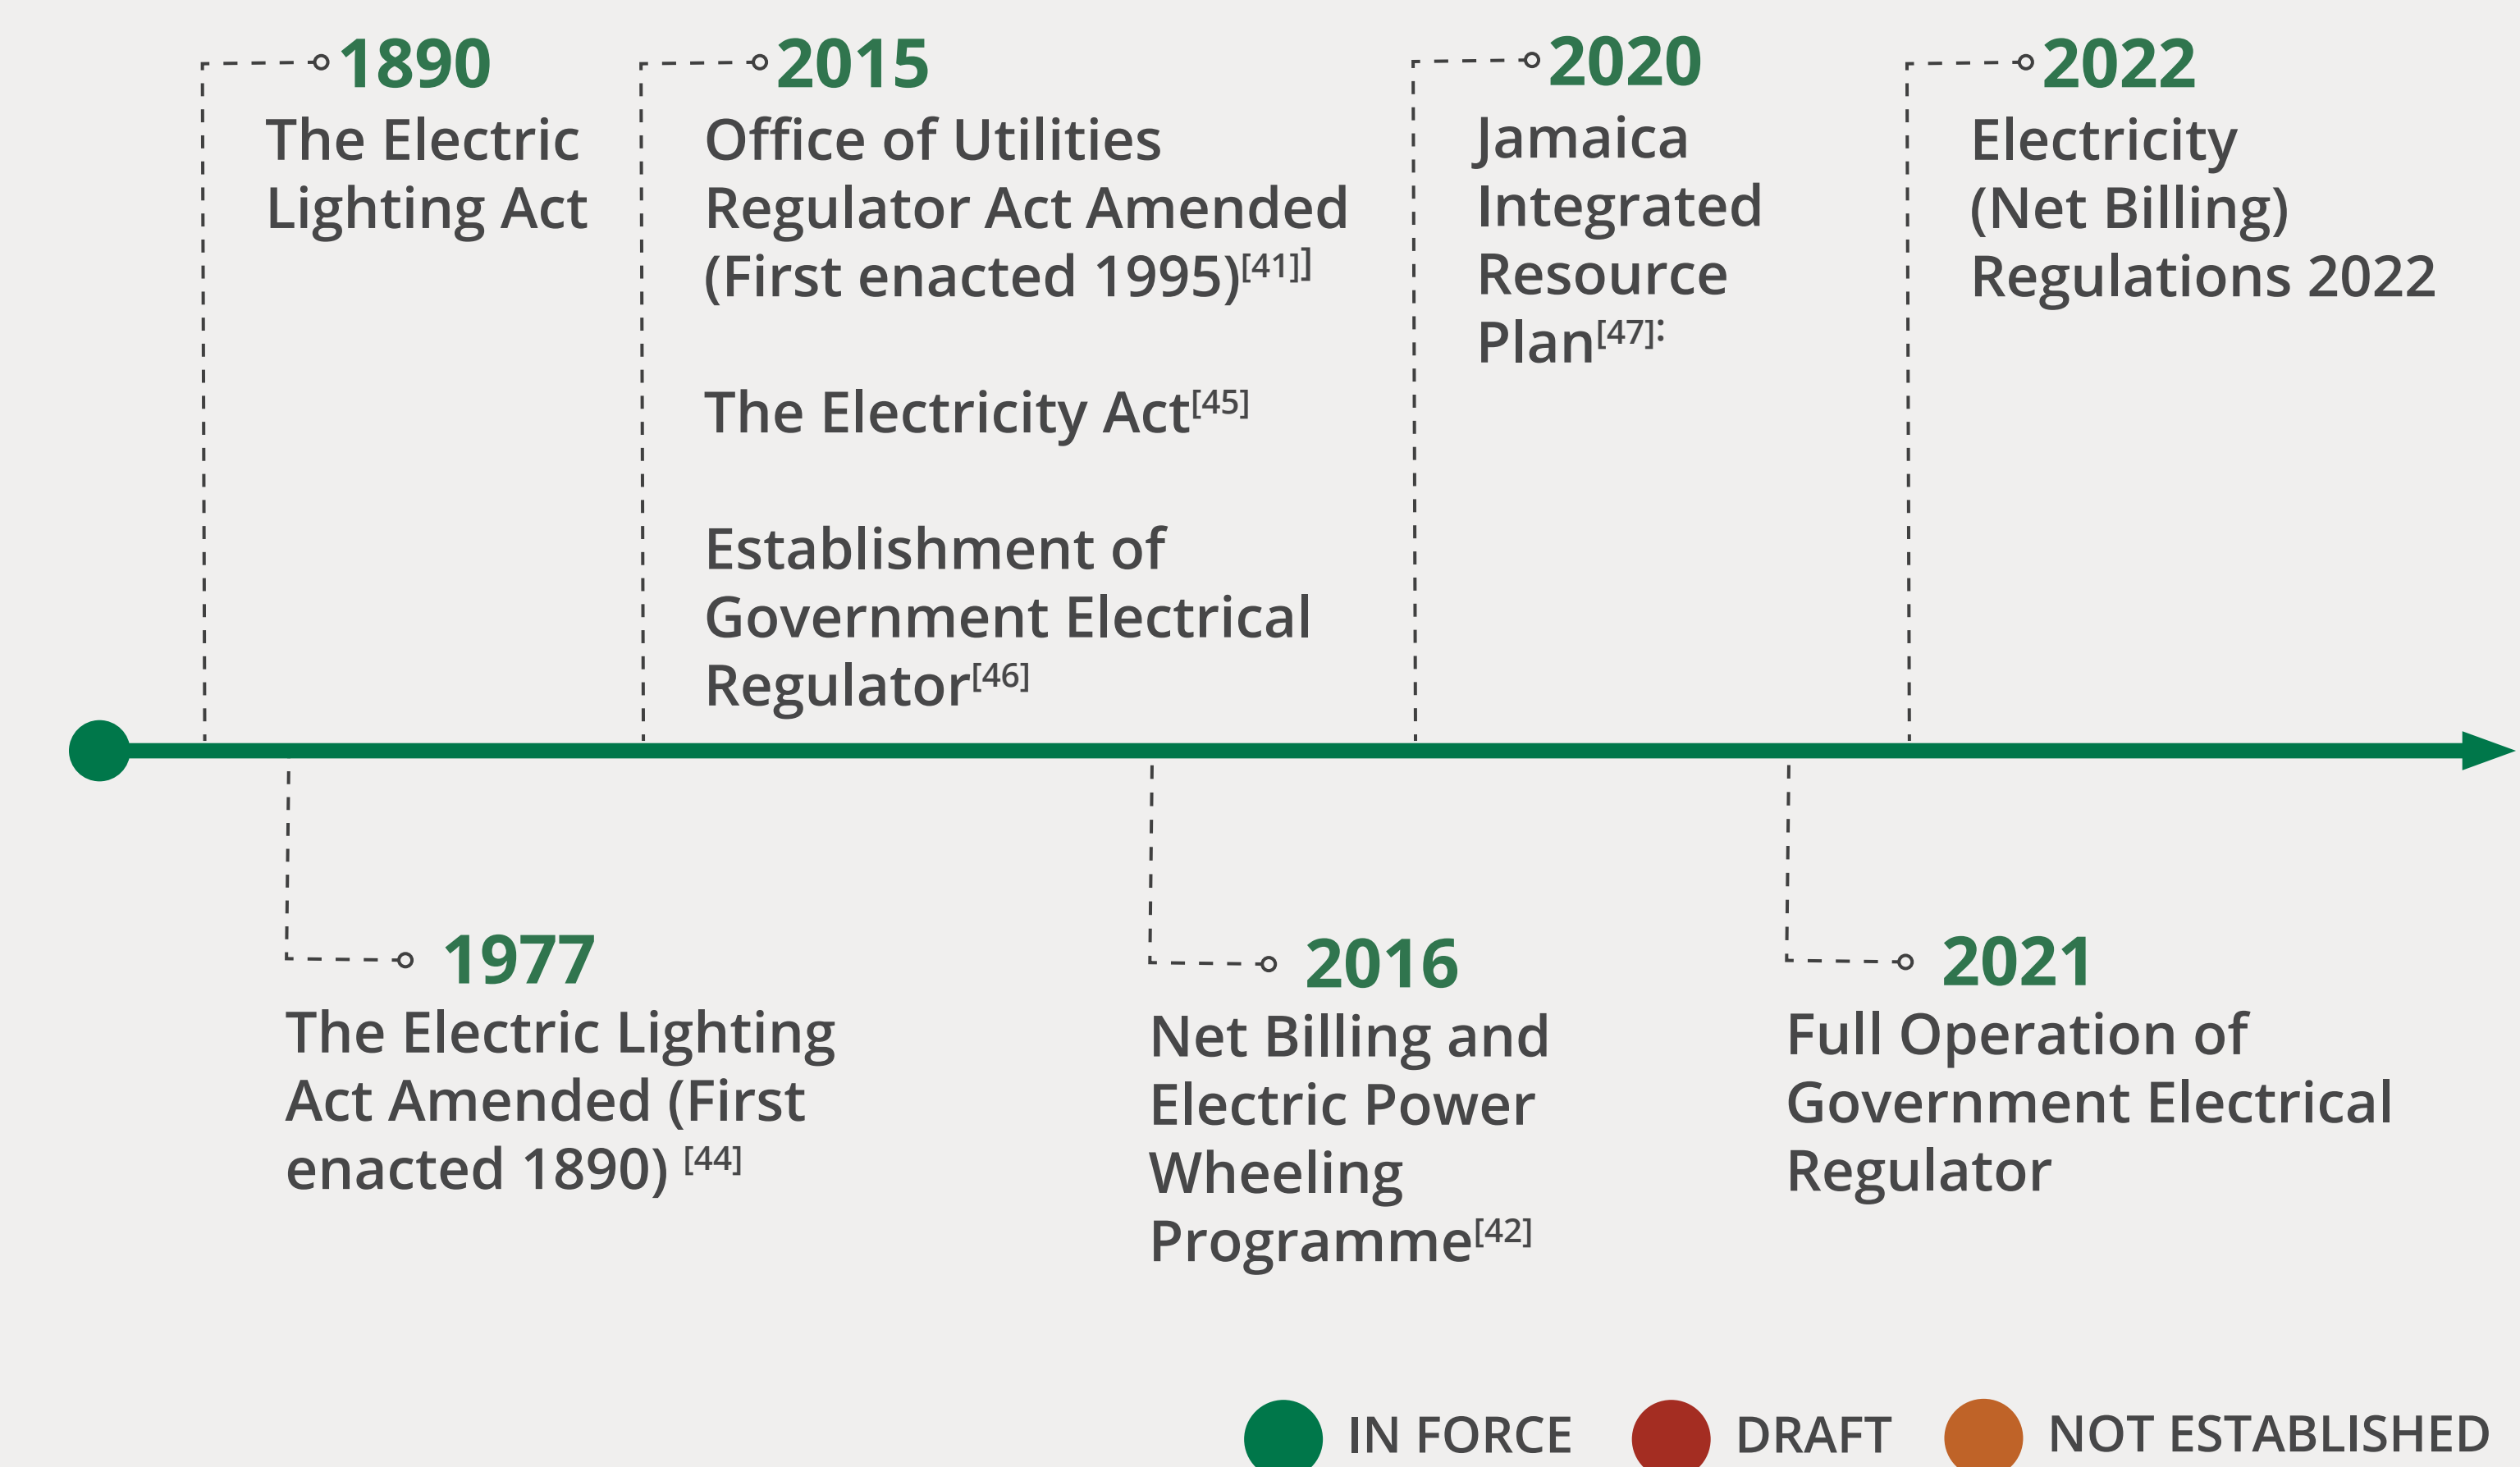 1890
The Electric
Lighting Act
2015
Office of Utilities
Regulator Act Amended
(First enacted 1995)[41]]
The Electricity Act[45]
Establishment of
Government Electrical
Regulator[46]
2020
Jamaica
Integrated
Resource
Plan[47]:
2022
Electricity
(Net Billing)
Regulations 2022
1977
The Electric Lighting
Act Amended (First
enacted 1890) [44]
2016
Net Billing and
Electric Power
Wheeling
Programme[42]
2021
Full Operation of
Government Electrical
Regulator
IN FORCE
DRAFT
NOT ESTABLISHED